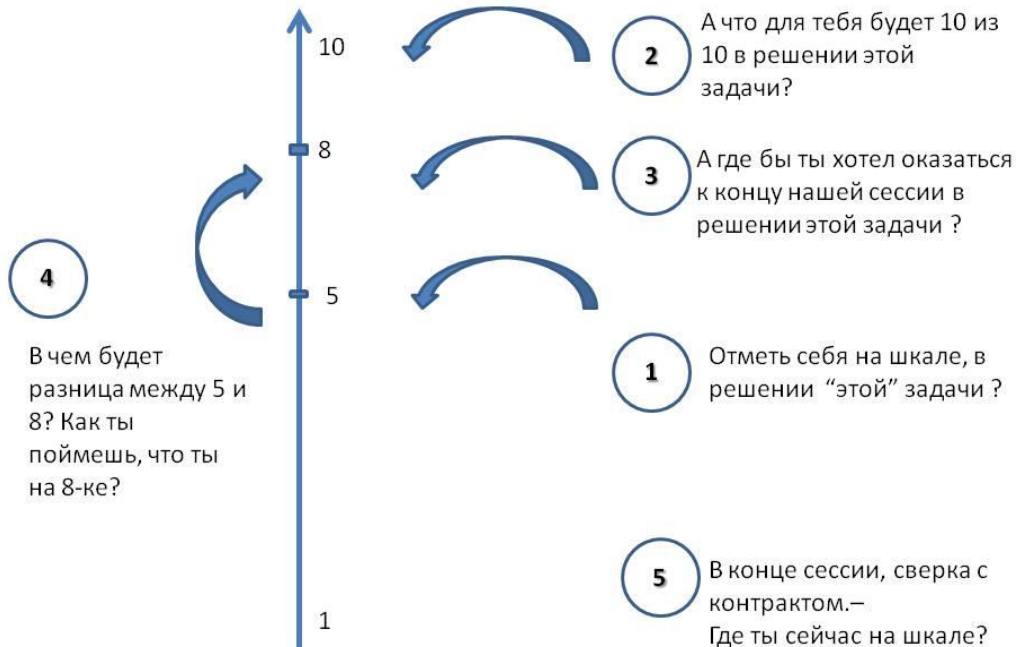 10
2
А что для тебя будет 10 из
10 в решении этой
задачи?
8
3
А где бы ты хотел оказаться
к концу нашей сессии в
решении этой задачи ?
4
В чем будет
разница между 5 и
8? Как ты
поймешь, что ты
на 8-ке?
5
1
Отметь себя на шкале, в
решении “этой” задачи ?
5
В конце сессии, сверка с
контрактом.–
Где ты сейчас на шкале?
1